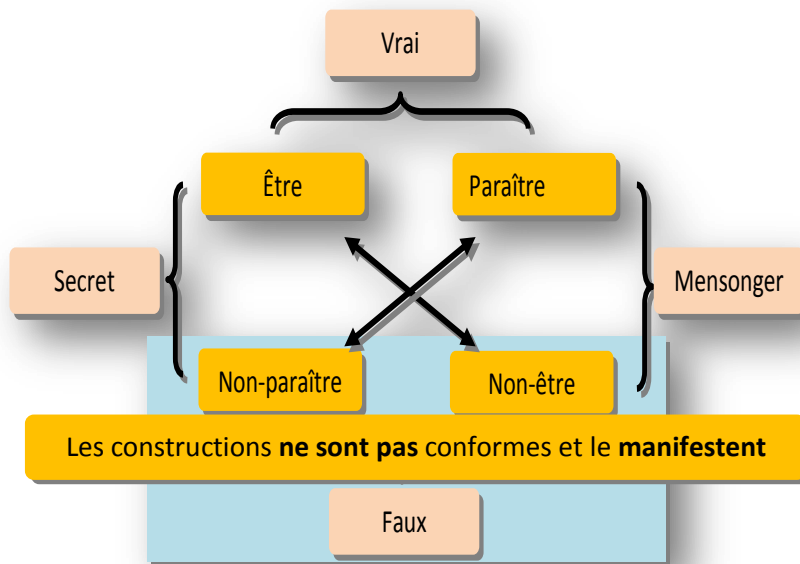 Vrai
Être
Paraître
Secret
Mensonger
Non-paraître
Non-être
Les constructions ne sont pas conformes et le manifestent
Faux